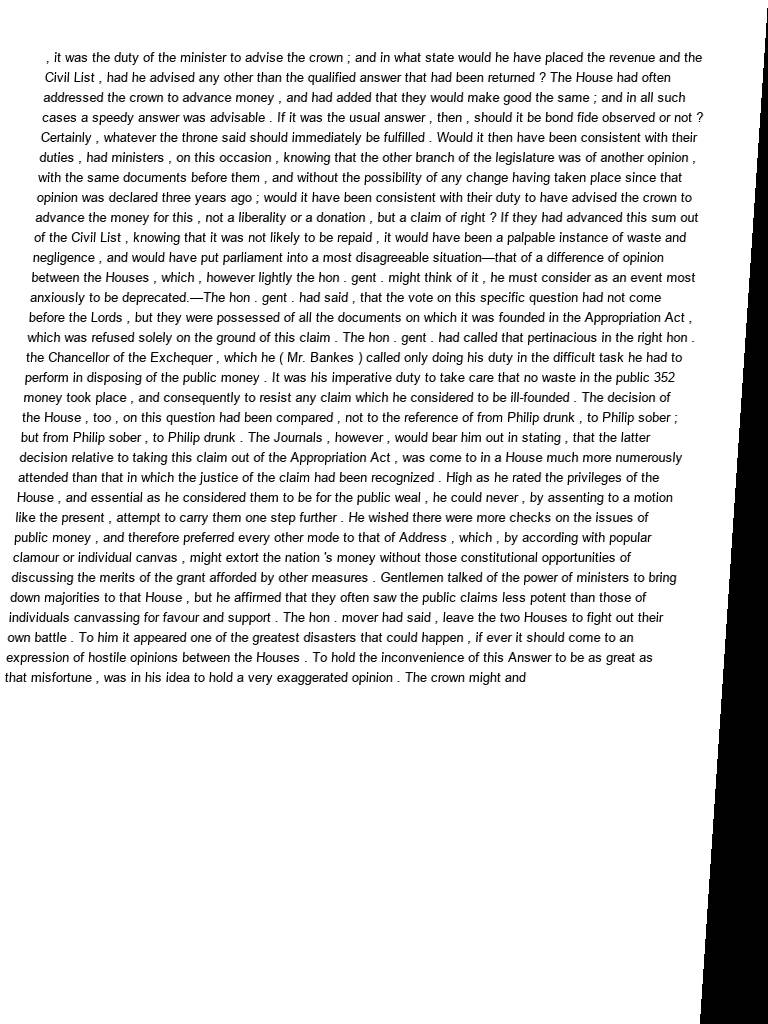 , it was the duty of the minister to advise the crown ; and in what state would he have placed the revenue and the
Civil List , had he advised any other than the qualified answer that had been returned ? The House had often
addressed the crown to advance money , and had added that they would make good the same ; and in all such
cases a speedy answer was advisable . If it was the usual answer , then , should it be bond fide observed or not ?
Certainly , whatever the throne said should immediately be fulfilled . Would it then have been consistent with their
duties , had ministers , on this occasion , knowing that the other branch of the legislature was of another opinion ,
with the same documents before them , and without the possibility of any change having taken place since that
opinion was declared three years ago ; would it have been consistent with their duty to have advised the crown to
advance the money for this , not a liberality or a donation , but a claim of right ? If they had advanced this sum out
of the Civil List , knowing that it was not likely to be repaid , it would have been a palpable instance of waste and
negligence , and would have put parliament into a most disagreeable situation—that of a difference of opinion
between the Houses , which , however lightly the hon . gent . might think of it , he must consider as an event most
anxiously to be deprecated.—The hon . gent . had said , that the vote on this specific question had not come
before the Lords , but they were possessed of all the documents on which it was founded in the Appropriation Act ,
which was refused solely on the ground of this claim . The hon . gent . had called that pertinacious in the right hon .
the Chancellor of the Exchequer , which he ( Mr. Bankes ) called only doing his duty in the difficult task he had to
perform in disposing of the public money . It was his imperative duty to take care that no waste in the public 352
money took place , and consequently to resist any claim which he considered to be ill-founded . The decision of
the House , too , on this question had been compared , not to the reference of from Philip drunk , to Philip sober ;
but from Philip sober , to Philip drunk . The Journals , however , would bear him out in stating , that the latter
decision relative to taking this claim out of the Appropriation Act , was come to in a House much more numerously
attended than that in which the justice of the claim had been recognized . High as he rated the privileges of the
House , and essential as he considered them to be for the public weal , he could never , by assenting to a motion
like the present , attempt to carry them one step further . He wished there were more checks on the issues of
public money , and therefore preferred every other mode to that of Address , which , by according with popular
clamour or individual canvas , might extort the nation 's money without those constitutional opportunities of
discussing the merits of the grant afforded by other measures . Gentlemen talked of the power of ministers to bring
down majorities to that House , but he affirmed that they often saw the public claims less potent than those of
individuals canvassing for favour and support . The hon . mover had said , leave the two Houses to fight out their
own battle . To him it appeared one of the greatest disasters that could happen , if ever it should come to an
expression of hostile opinions between the Houses . To hold the inconvenience of this Answer to be as great as
that misfortune , was in his idea to hold a very exaggerated opinion . The crown might and